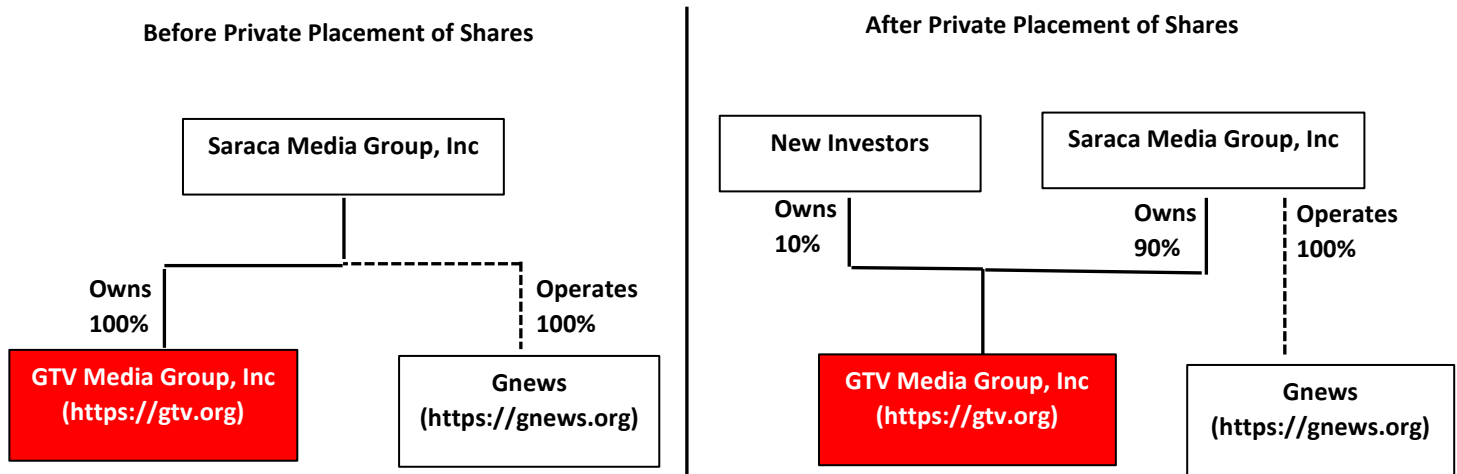 Before Private Placement of Shares
Saraca Media Group, Inc
Owns
100%
Operates
100%
GTV Media Group, Inc
(https://gtv.org)
Gnews
(https://gnews.org)
After Private Placement of Shares
New Investors
Saraca Media Group, Inc
Owns
10%
Owns
90%
Operates
100%
GTV Media Group, Inc
(https://gtv.org)
Gnews
(https://gnews.org)